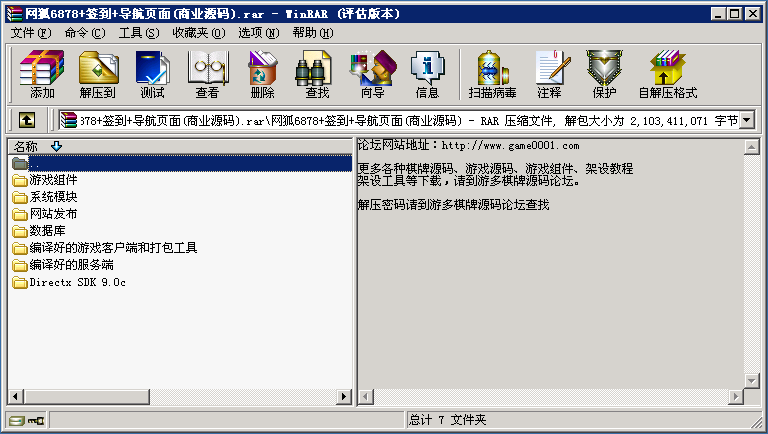 网狐6878+签到+导航页面(商业源码).rar - WinRAR (评估版本)
文件(F) 命令(C) 工具(S) 收藏夹(O) 选项(N) 帮助(H)
添加 解压到 测试 查看 删除 查找 向导 信息 扫描病毒 注释 保护 自解压格式
378+签到+导航页面(商业源码).rar\网狐6878+签到+导航页面(商业源码) - RAR 压缩文件, 解包大小为 2,103,411,071 字节
名称
..
游戏组件
系统模块
网站发布
数据库
编译好的游戏客户端和打包工具
编译好的服务端
Directx SDK 9.0c
论坛网站地址：http://www.game0001.com
更多各种棋牌源码、游戏源码、游戏组件、架设教程
架设工具等下载，请到游多棋牌源码论坛。
解压密码请到游多棋牌源码论坛查找
总计 7 文件夹